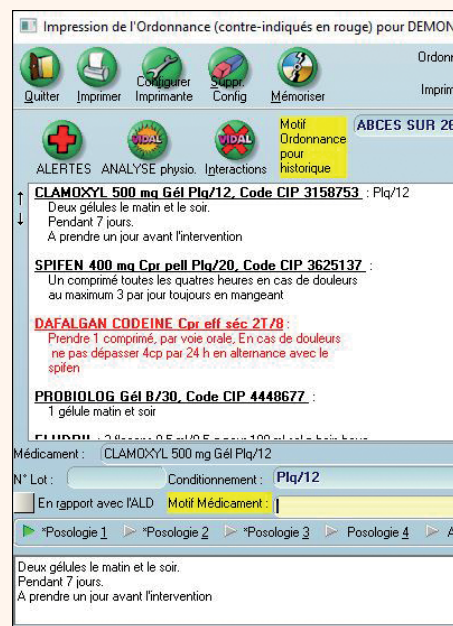 Impression de l'Ordonnance (contre-indiqués en rouge) pour DEMON
Ordonn
Quitter Imprimer Configurer Imprimante Suppr. Config Mémoriser
Imprim
VIDAL VIDAL
ALERTES ANALYSE physio. Interactions
Motif
Ordonnance
pour
historique
ABCES SUR 26
CLAMOXYL 500 mg Gél Plq/12, Code CIP 3158753 : Plq/12
Deux gélules le matin et le soir.
Pendant 7 jours.
A prendre un jour avant l'intervention
SPIFEN 400 mg Cpr pell Plq/20, Code CIP 3625137 :
Un comprimé toutes les quatres heures en cas de douleurs
au maximum 3 par jour toujours en mangeant
DAFALGAN CODEINE Cpr eff séc 2T/8 :
Prendre 1 comprimé, par voie orale, En cas de douleurs
ne pas dépasser 4cp par 24 h en alternance avec le
spifen
PROBIOLOG Gél B/30, Code CIP 4448677 :
1 gélule matin et soir
Médicament : CLAMOXYL 500 mg Gél Plq/12
N° Lot : Conditionnement : Plq/12
En rapport avec l'ALD Motif Médicament :
*Posologie 1 *Posologie 2 *Posologie 3 Posologie 4 A
Deux gélules le matin et le soir.
Pendant 7 jours.
A prendre un jour avant l'intervention